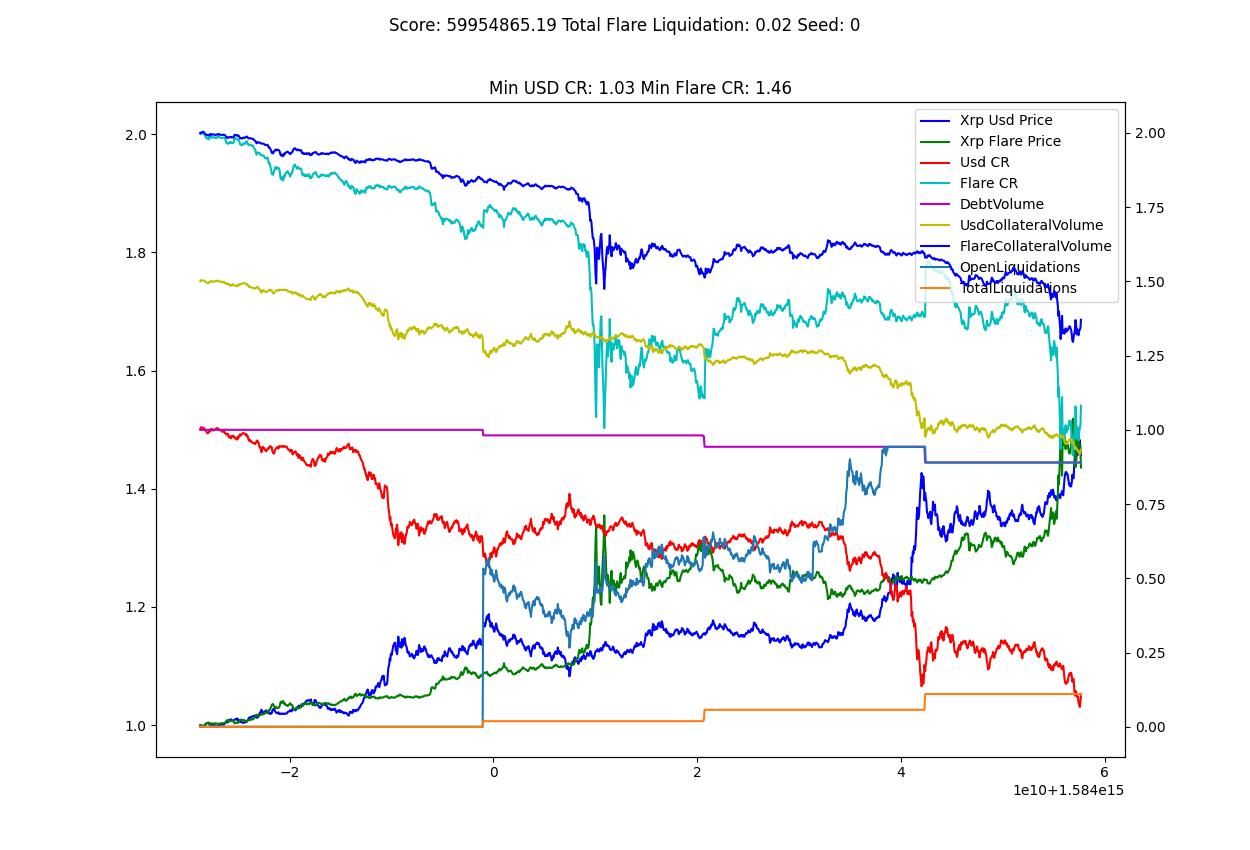 Score: 59954865.19 Total Flare Liquidation: 0.02 Seed: 0
Min USD CR: 1.03 Min Flare CR: 1.46
Xrp Usd Price
Xrp Flare Price
Usd CR
Flare CR
DebtVolume
UsdCollateralVolume
FlareCollateralVolume
OpenLiquidations
TotalLiquidations
2.0
1.8
1.6
1.4
1.2
1.0
2.00
1.75
1.50
1.25
1.00
0.75
0.50
0.25
0.00
−2
0
2
4
6
1e10+1.584e15